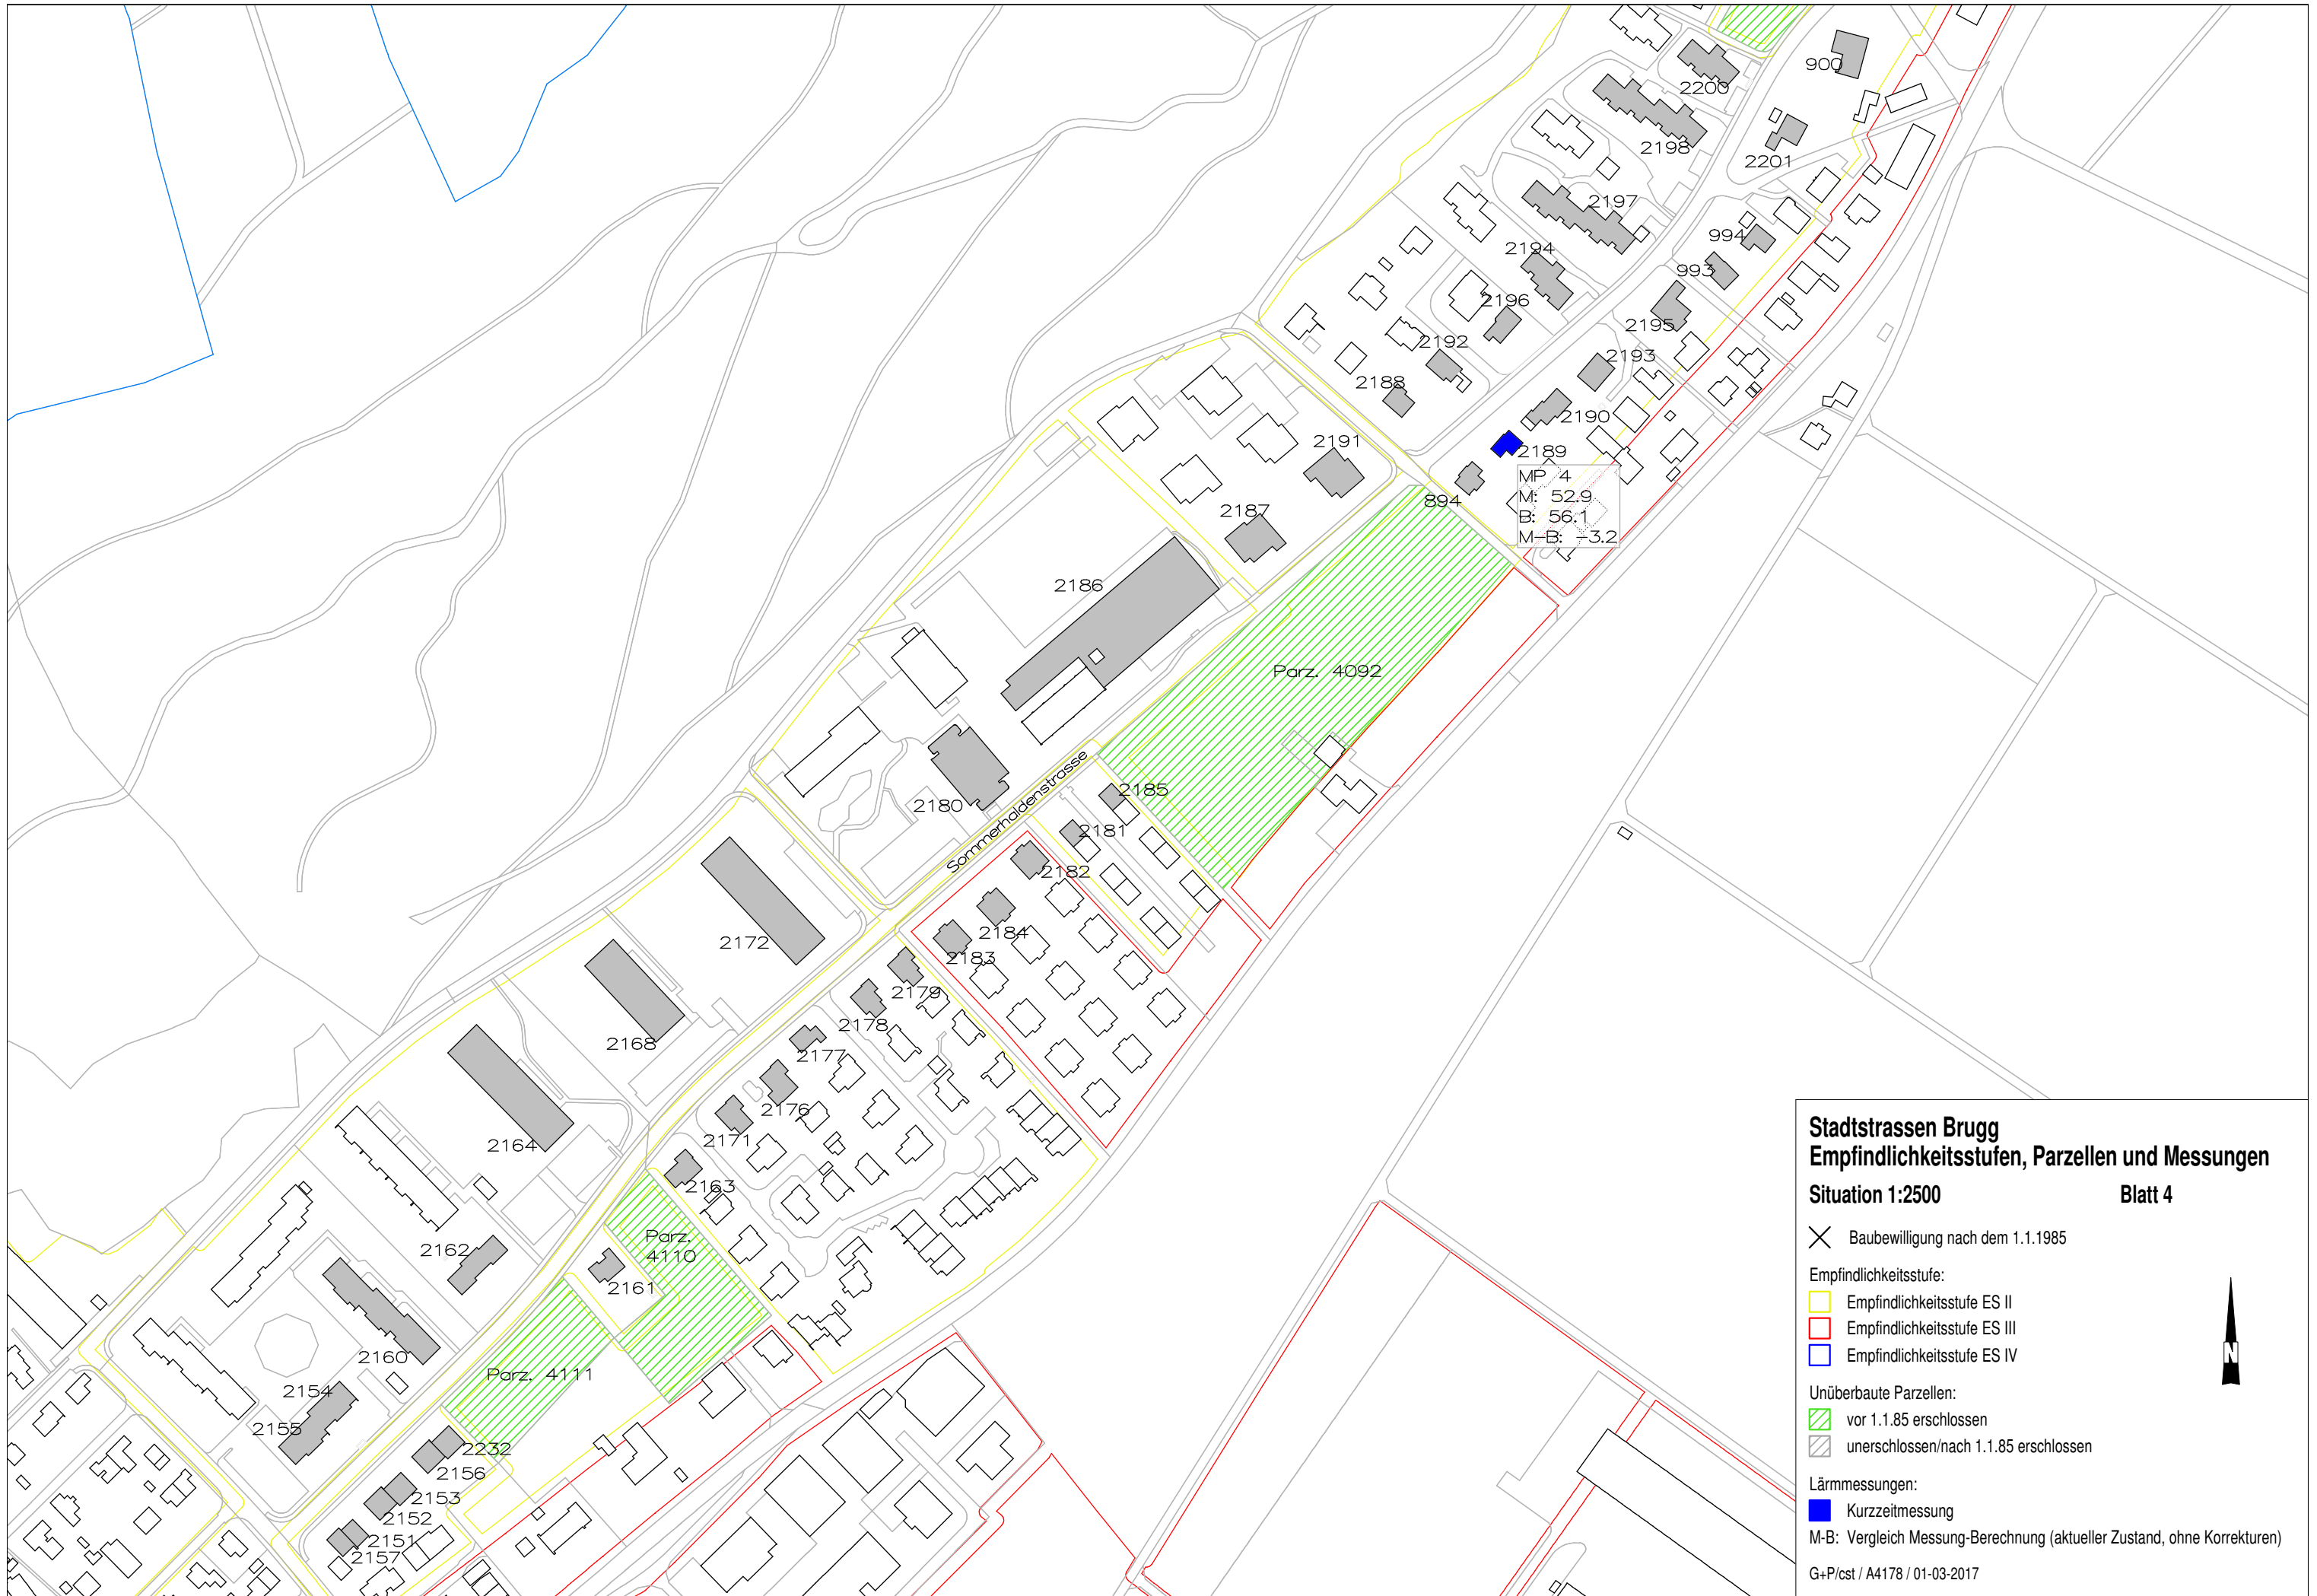 900
2200
2198
2201
2197
994
2194
993
2196
2195
2192
2193
2188
2190
2191
2189
MP 4
M: 52.9
B: 56.1
M-B: -3.2
894
2187
2186
Parz. 4092
Sommerhaldenstrasse
2185
2180
2181
2182
2172
2184
2183
2179
2178
2168
2177
2176
2171
2164
2163
Parz.
4110
2162
2161
2160
Parz. 4111
2154
2155
2232
2156
2153
2152
2151
2157
Stadtstrassen Brugg
Empfindlichkeitsstufen, Parzellen und Messungen
Situation 1:2500 Blatt 4
Baubewilligung nach dem 1.1.1985
Empfindlichkeitsstufe:
Empfindlichkeitsstufe ES II
Empfindlichkeitsstufe ES III
Empfindlichkeitsstufe ES IV
N
Unüberbaute Parzellen:
vor 1.1.85 erschlossen
unerschlossen/nach 1.1.85 erschlossen
Lärmmessungen:
Kurzzeitmessung
M-B: Vergleich Messung-Berechnung (aktueller Zustand, ohne Korrekturen)
G+P/cst / A4178 / 01-03-2017